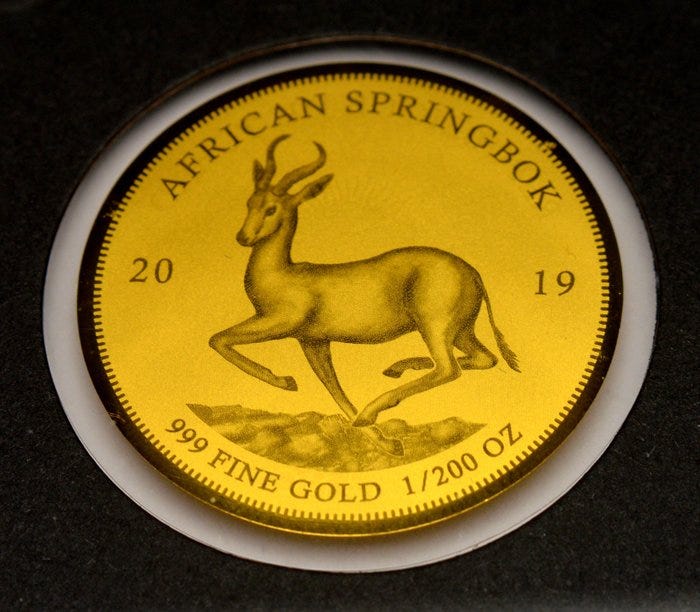 AFRICAN SPRINGBOK
20 19
999 FINE GOLD 1/200 OZ